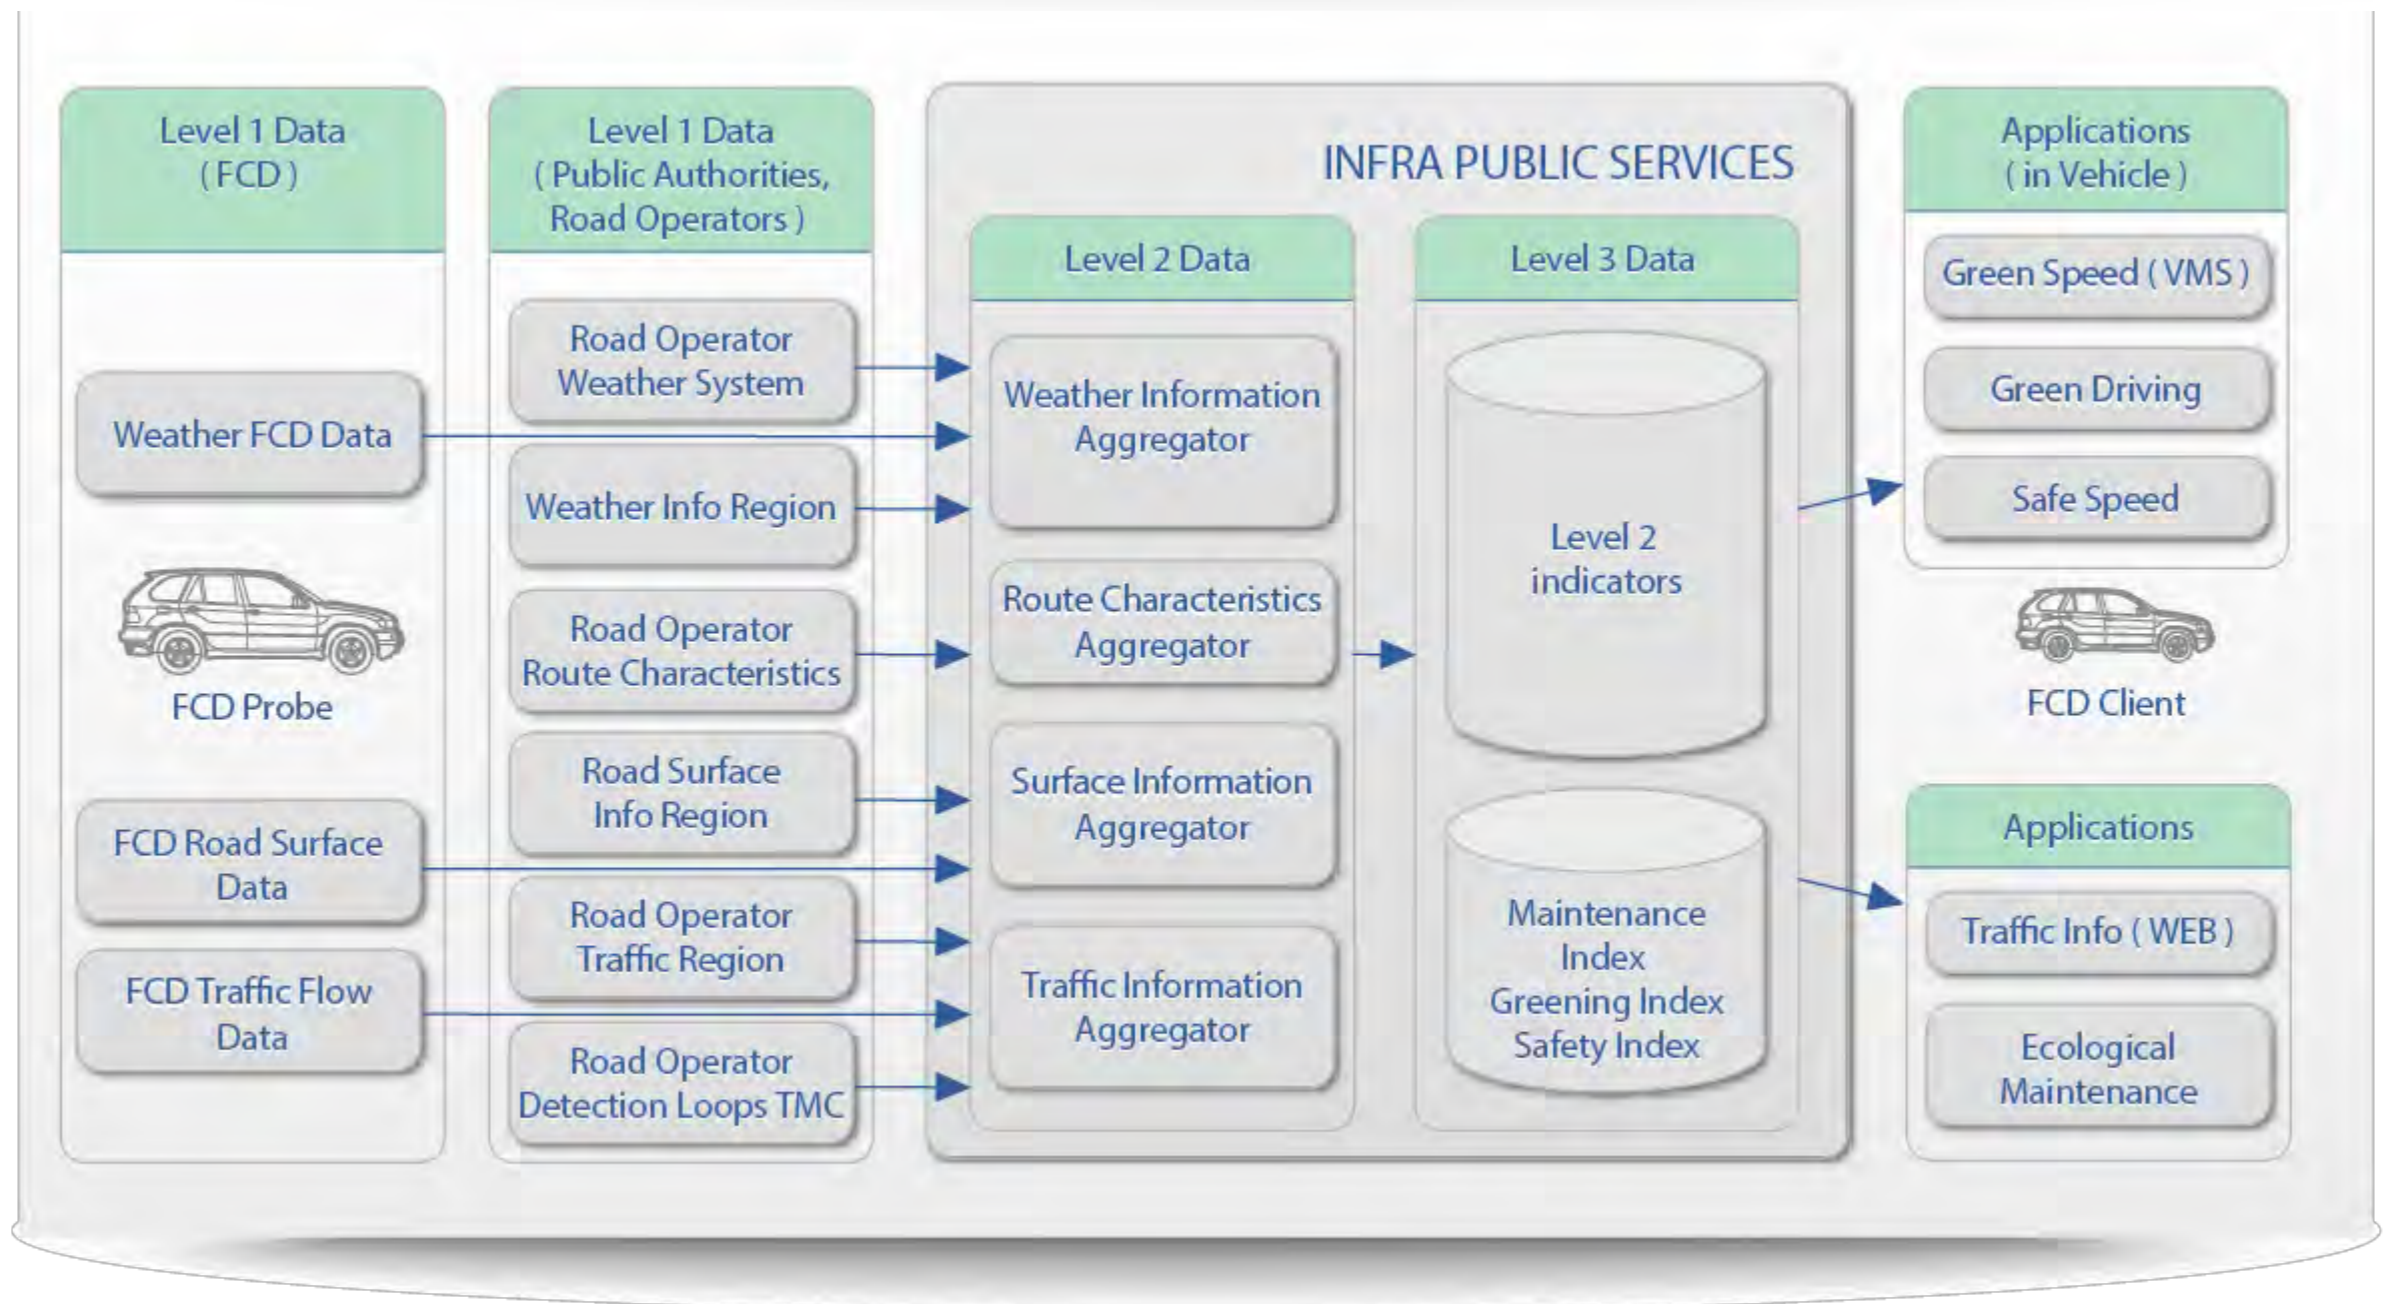 Level 1 Data
( FCD )
Weather FCD Data
FCD Probe
FCD Road Surface
Data
FCD Traffic Flow
Data
Level 1 Data
( Public Authorities,
Road Operators )
Road Operator
Weather System
Weather Info Region
Road Operator
Route Characteristics
Road Surface
Info Region
Road Operator
Traffic Region
Road Operator
Detection Loops TMC
INFRA PUBLIC SERVICES
Level 2 Data
Weather Information
Aggregator
Route Characteristics
Aggregator
Surface Information
Aggregator
Traffic Information
Aggregator
Level 3 Data
Level 2
indicators
Maintenance
Index
Greening Index
Safety Index
Applications
( in Vehicle )
Green Speed ( VMS )
Green Driving
Safe Speed
FCD Client
Applications
Traffic Info ( WEB )
Ecological
Maintenance